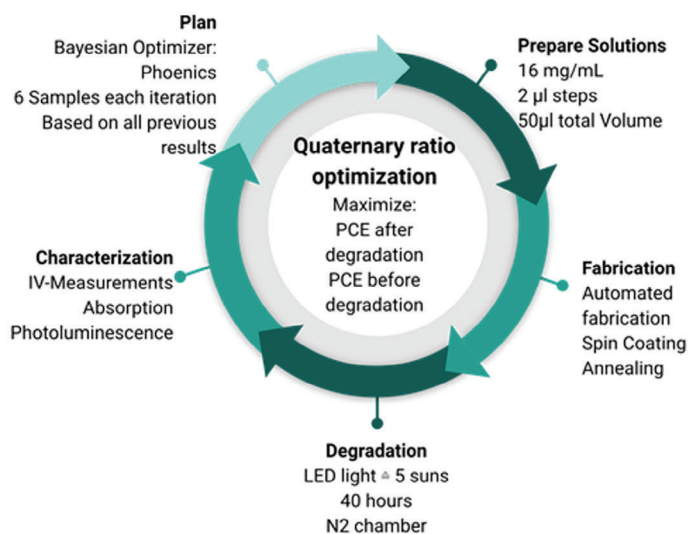 Plan
Bayesian Optimizer:
Phoenics
6 Samples each iteration
Based on all previous
results
Prepare Solutions
16 mg/mL
2 µl steps
50µl total Volume
Quaternary ratio
optimization
Maximize:
PCE after
degradation
PCE before
degradation
Characterization
IV-Measurements
Absorption
Photoluminescence
Fabrication
Automated
fabrication
Spin Coating
Annealing
Degradation
LED light ≙ 5 suns
40 hours
N2 chamber